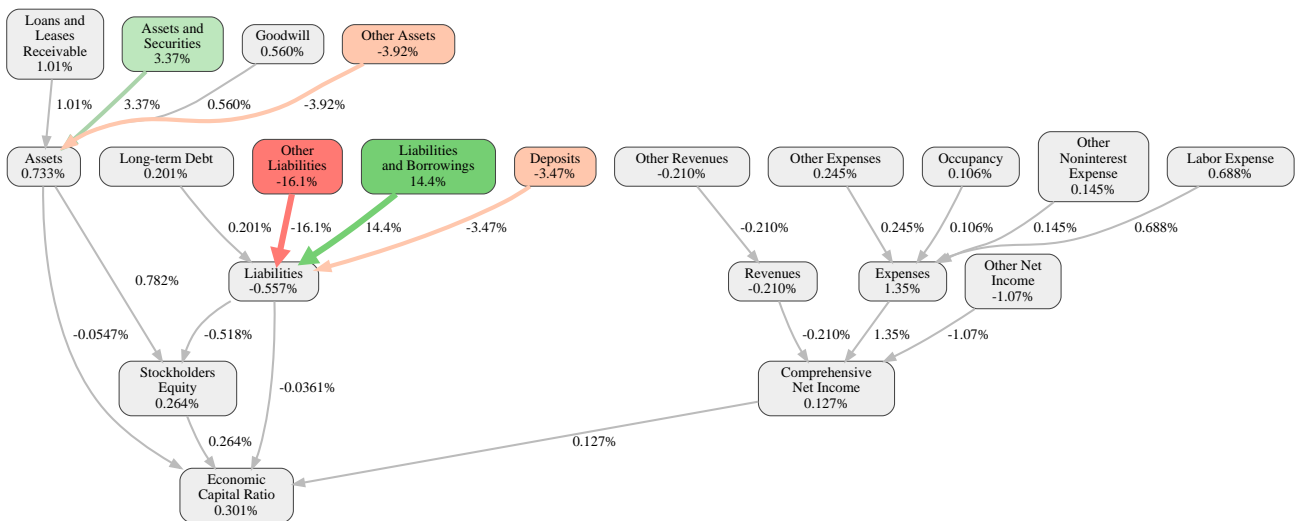 Loans and
Leases
Receivable
1.01%
Assets and
Securities
3.37%
Goodwill
0.560%
Other Assets
-3.92%
1.01%
3.37%
0.560%
-3.92%
Assets
0.733%
Long-term Debt
0.201%
Other
Liabilities
-16.1%
Liabilities
and Borrowings
14.4%
Deposits
-3.47%
Other Revenues
-0.210%
Other Expenses
0.245%
Occupancy
0.106%
Other
Noninterest
Expense
0.145%
Labor Expense
0.688%
0.201%
-16.1%
14.4%
-3.47%
-0.210%
0.245%
0.106%
0.145%
0.688%
Liabilities
-0.557%
Revenues
-0.210%
Expenses
1.35%
Other Net
Income
-1.07%
0.782%
-0.0547%
-0.518%
-0.210%
1.35%
-1.07%
Stockholders
Equity
0.264%
-0.0361%
Comprehensive
Net Income
0.127%
0.264%
0.127%
Economic
Capital Ratio
0.301%